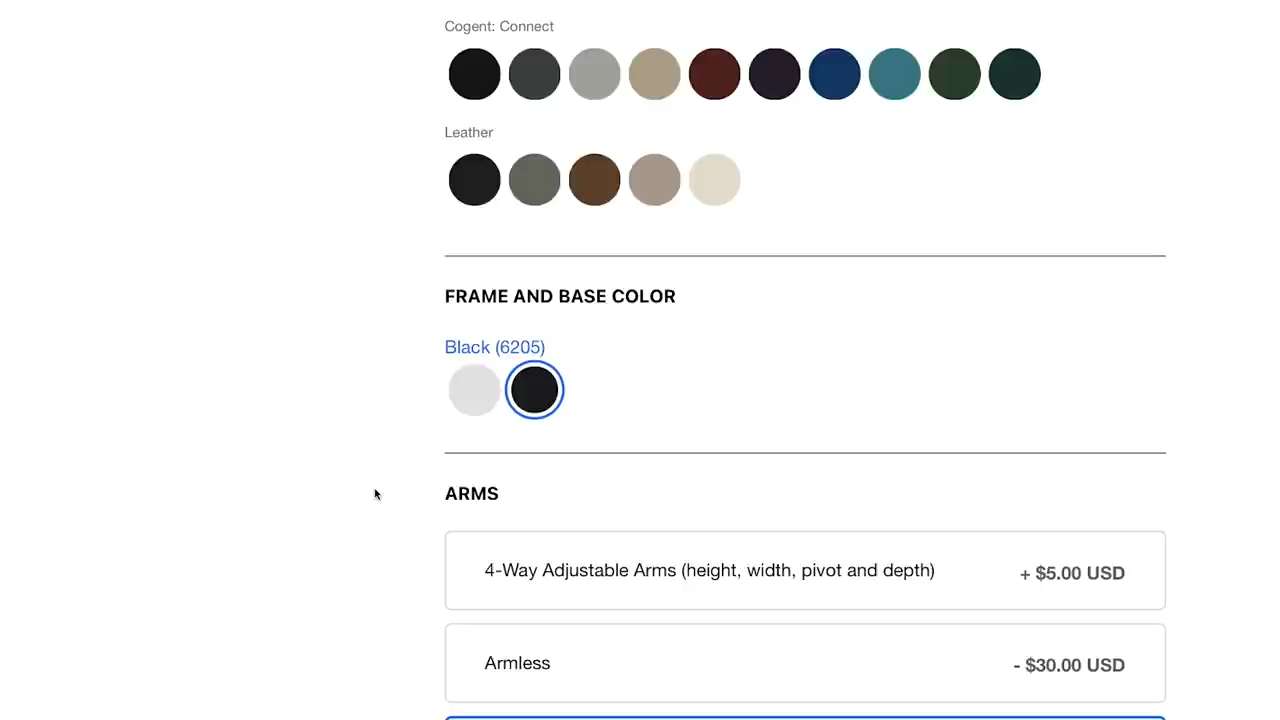 Cogent: Connect
Leather
FRAME AND BASE COLOR
Black (6205)
ARMS
4-Way Adjustable Arms (height, width, pivot and depth)
+ $5.00 USD
Armless
- $30.00 USD